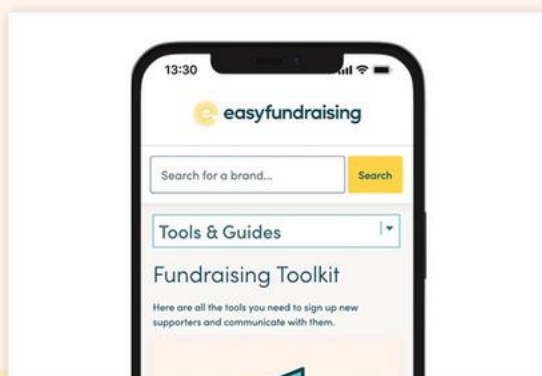 13:30
easyfundraising
Search for a brand...
Search
Tools & Guides
Fundraising Toolkit
Here are all the tools you need to sign up new
supporters and communicate with them.